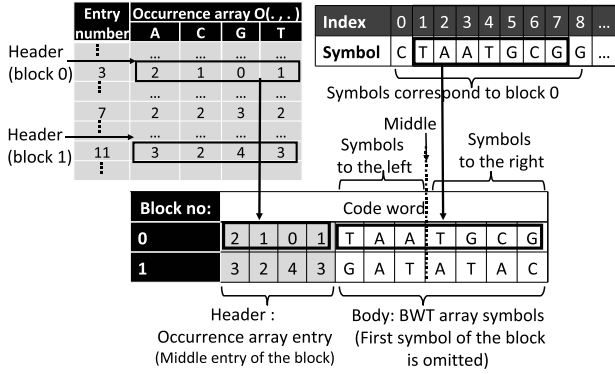 Entry number Occurrence array O(. , . )
A C G T
... ... ... ...
Header (block 0)
3 2 1 0 1
... ... ... ...
7 2 2 3 2
... ... ... ...
Header (block 1)
11 3 2 4 3
Index 0 1 2 3 4 5 6 7 8 ...
Symbol C T A A T G C G G ...
Symbols correspond to block 0
Middle
Symbols to the left
Symbols to the right
Block no: Code word
0 2 1 0 1 T A A T G C G
1 3 2 4 3 G A T A T A C
Header :
Occurrence array entry
(Middle entry of the block)
Body: BWT array symbols
(First symbol of the block
is omitted)